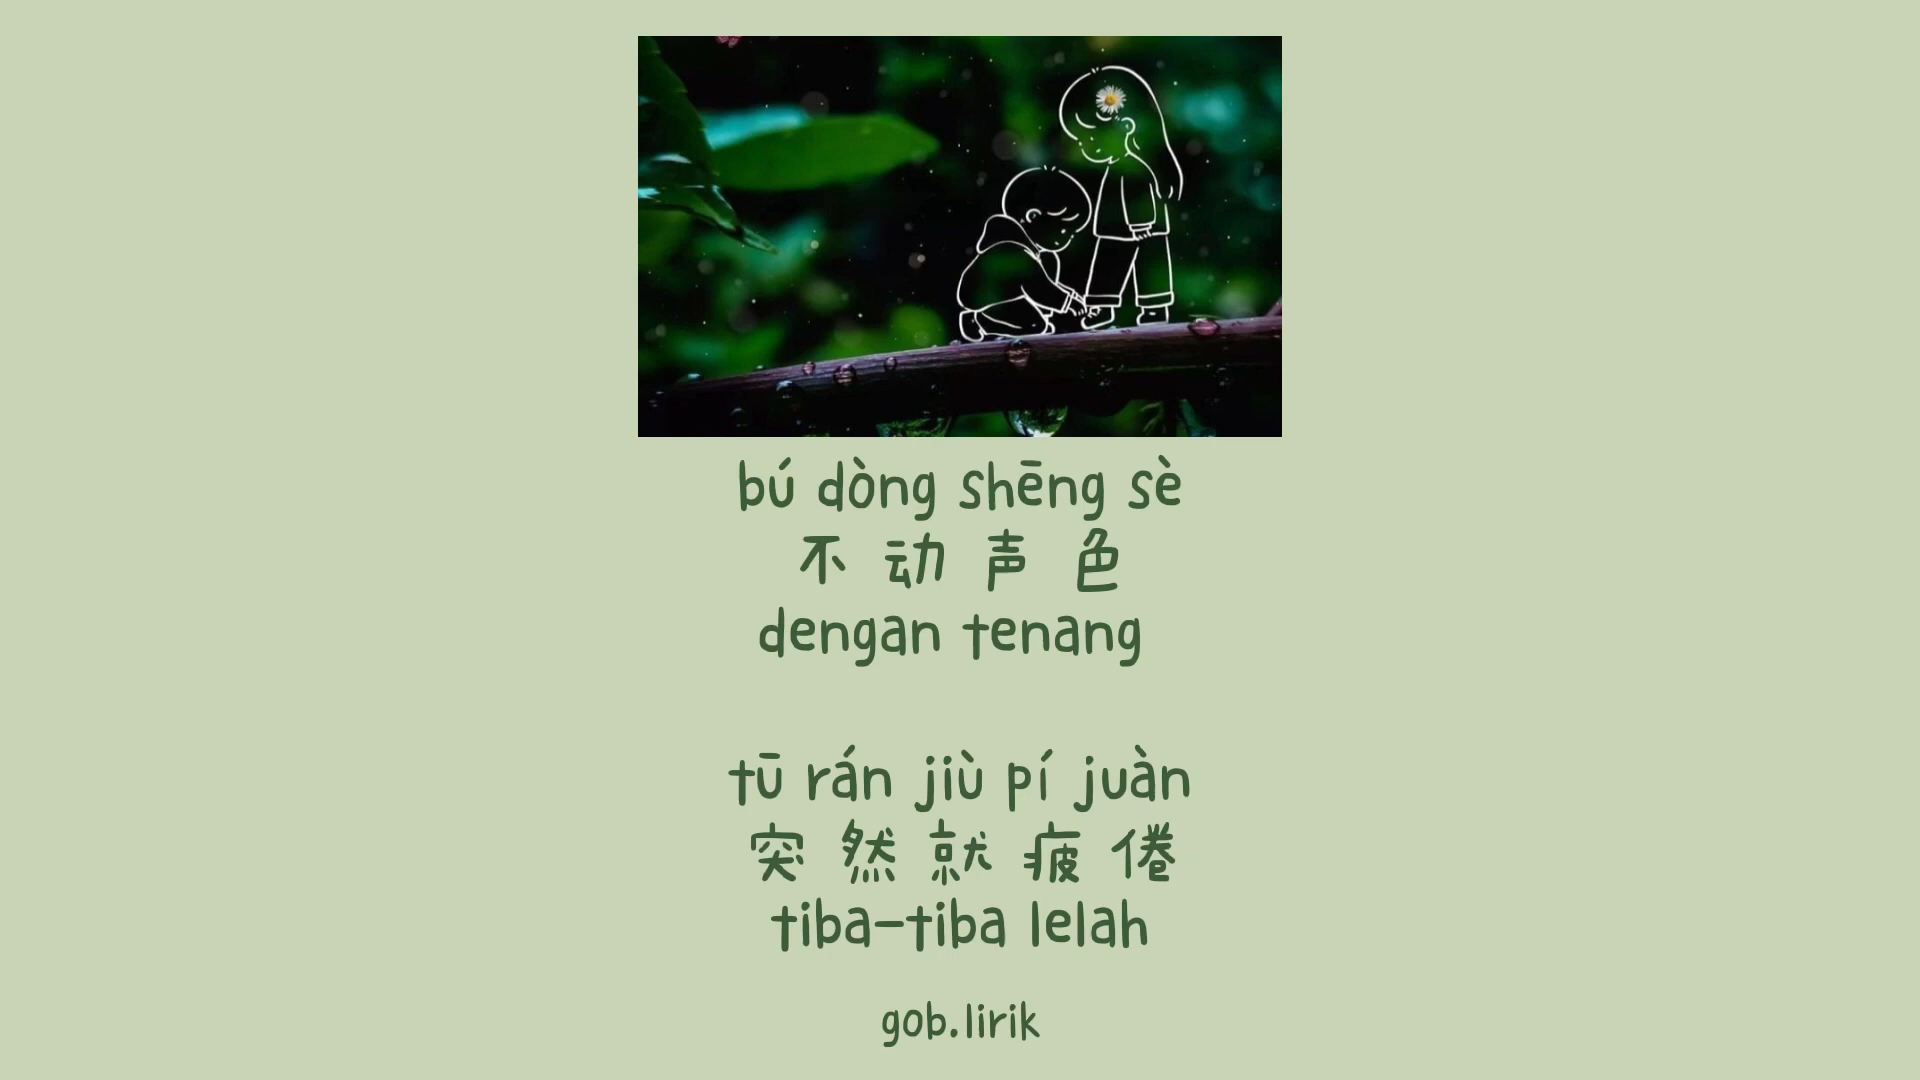 bú dòng shēng sè
不 动 声 色
dengan tenang
tū rán jiù pí juàn
突 然 就 疲 倦
tiba-tiba lelah
gob.lirik